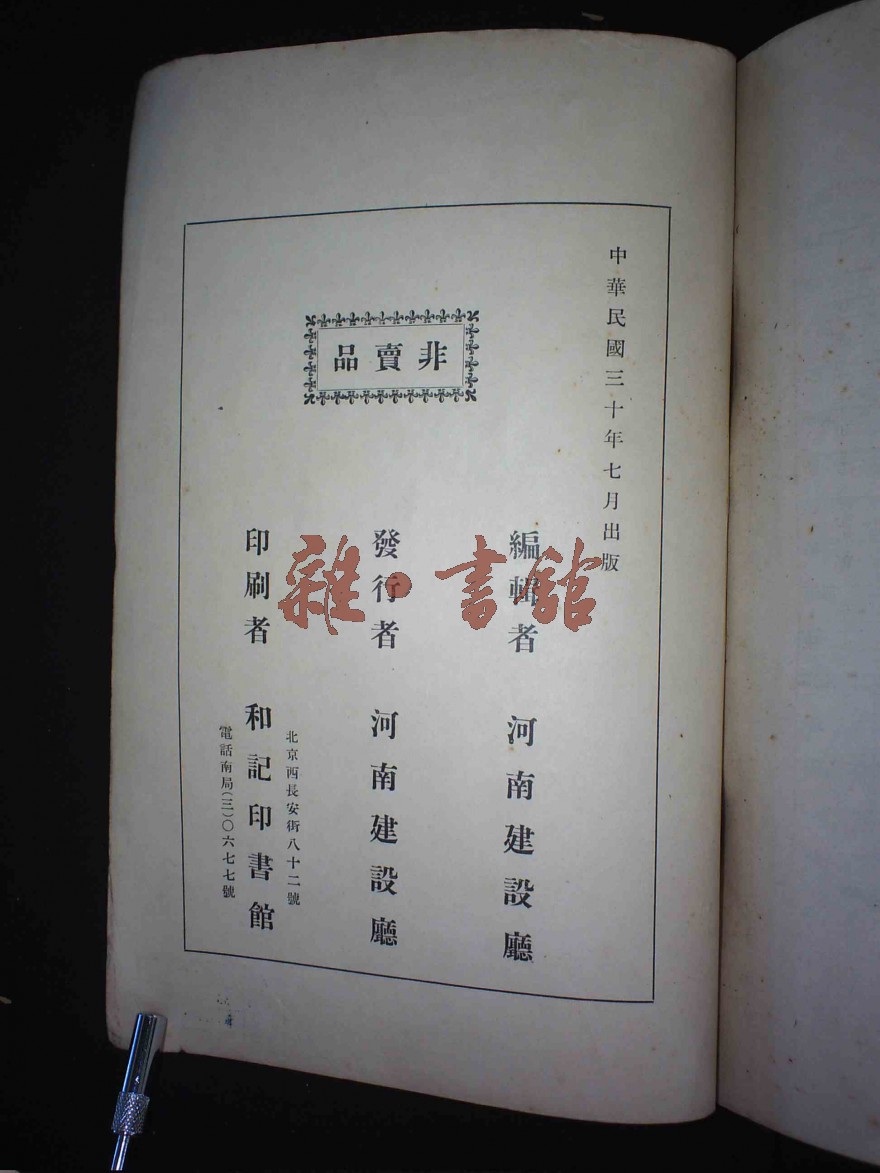 中華民國三十年七月出版
非賣品
編輯者 河南建設廳
發行者 河南建設廳
北京西長安街八十二號
印刷者 和記印書館
電話南局(三)〇六七七號
雜·書館